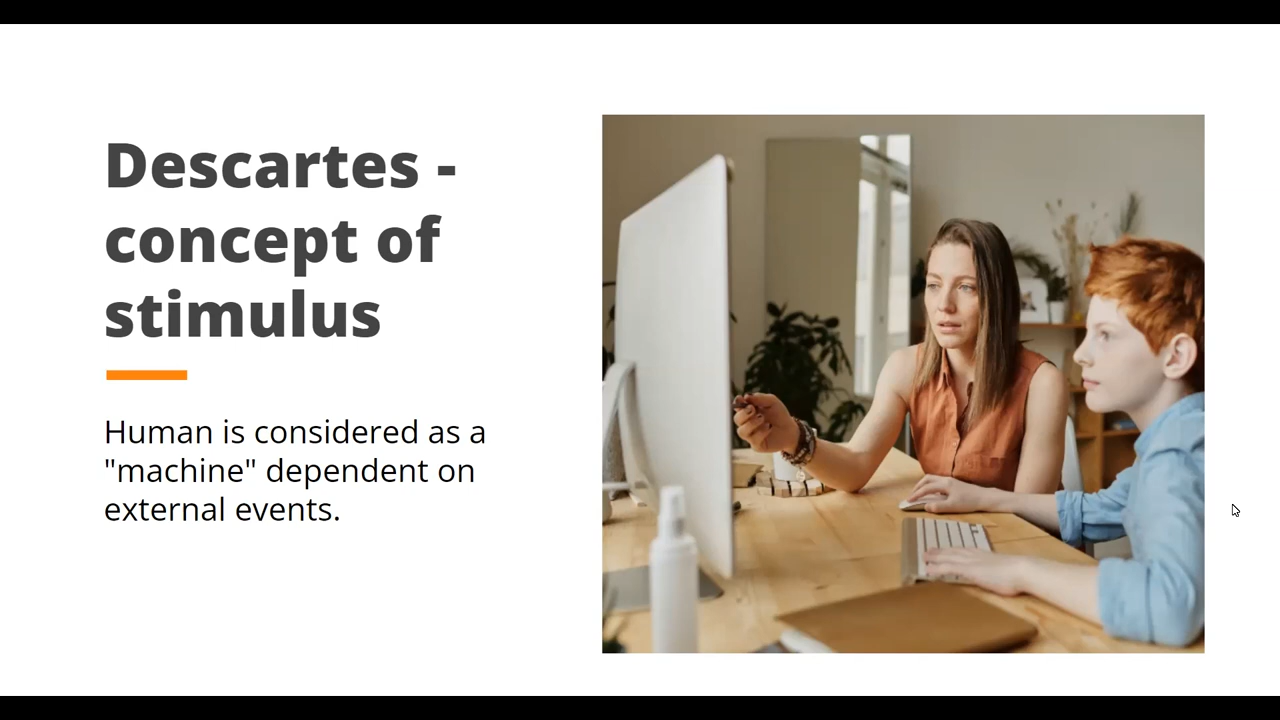 Descartes -
concept of
stimulus
Human is considered as a
"machine" dependent on
external events.